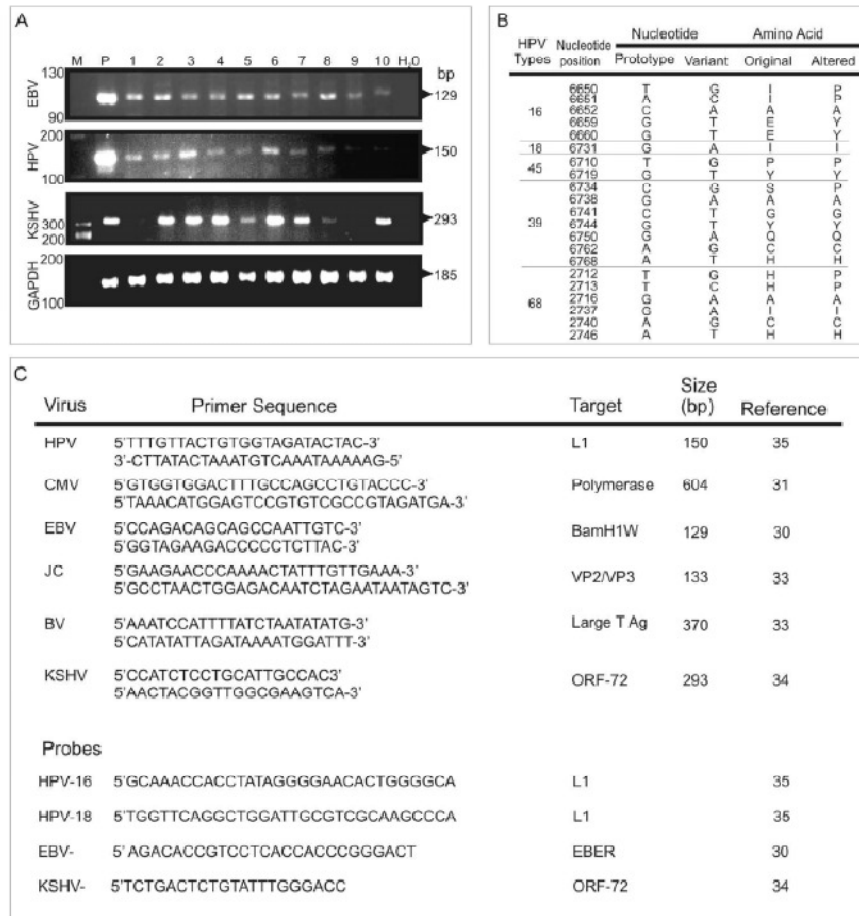 A
M P 1 2 3 4 5 6 7 8 9 10 H₂O
bp
EBV
130
90
129
HPV
200
100
150
KSHV
300
200
293
GAPDH
200
100
185
B
HPV Types
Nucleotide position
Nucleotide
Amino Acid
Prototype Variant Original Altered
16
6650 T G I P
6651 A C I P
6652 C A A A
6659 G T E Y
6660 G T E Y
18 6731 G A I I
45
6710 T G P P
6719 G T Y Y
39
6734 C G S P
6738 G A A A
6741 C T G G
6744 G T Y Y
6750 G A Q Q
6762 A G C C
6768 A T H H
68
2712 T G H P
2713 T C H P
2716 G A A A
2737 G A I I
2740 A G C C
2746 A T H H
C
Virus Primer Sequence Target Size (bp) Reference
HPV 5'TTTGTTACTGTGGTAGATACTAC-3' L1 150 35
3'-CTTATACTAAATGTCAAATAAAAAG-5'
CMV 5'GTGGTGGACTTTGCCAGCCTGTACCC-3' Polymerase 604 31
5'TAAACATGGAGTCCGTGTCGCCGTAGATGA-3'
EBV 5'CCAGACAGCAGCCAATTGTC-3' BamH1W 129 30
5'GGTAGAAGACCCCCTCTTAC-3'
JC 5'GAAGAACCCAAAACTATTTGTTGAAA-3' VP2/VP3 133 33
5'GCCTAACTGGAGACAATCTAGAATAATAGTC-3'
BV 5'AAATCCATTTTATCTAATATATG-3' Large T Ag 370 33
5'CATATATTAGATAAAATGGATTT-3'
KSHV 5'CCATCTCCTGCATTGCCAC3' ORF-72 293 34
5'AACTACGGTTGGCGAAGTCA-3'
Probes
HPV-16 5'GCAAACCACCTATAGGGGAACACTGGGGCA L1 35
HPV-18 5'TGGTTCAGGCTGGATTGCGTCGCAAGCCCA L1 35
EBV- 5'AGACACCGTCCTCACCACCCGGGACT EBER 30
KSHV- 5'TCTGACTCTGTATTTGGGACC ORF-72 34